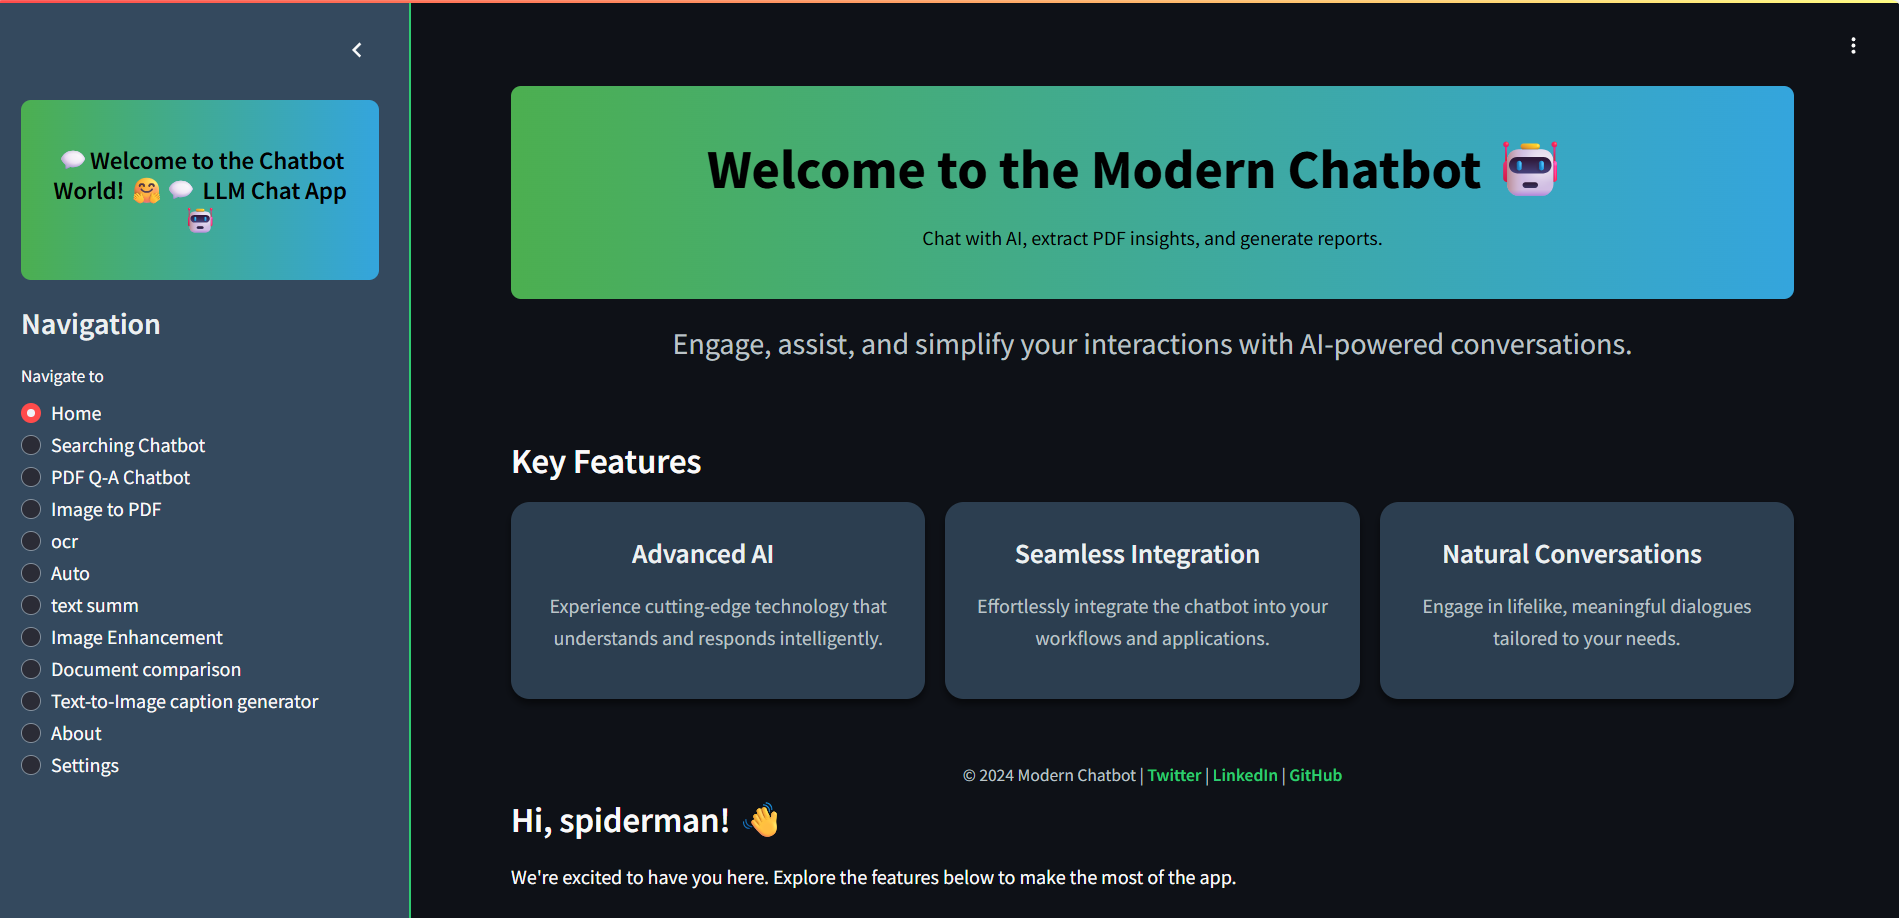 💬 Welcome to the Chatbot
World! 🤗 💬 LLM Chat App
🤖
Navigation
Navigate to
Home
Searching Chatbot
PDF Q-A Chatbot
Image to PDF
ocr
Auto
text summ
Image Enhancement
Document comparison
Text-to-Image caption generator
About
Settings
Welcome to the Modern Chatbot 🤖
Chat with AI, extract PDF insights, and generate reports.
Engage, assist, and simplify your interactions with AI-powered conversations.
Key Features
Advanced AI
Experience cutting-edge technology that
understands and responds intelligently.
Seamless Integration
Effortlessly integrate the chatbot into your
workflows and applications.
Natural Conversations
Engage in lifelike, meaningful dialogues
tailored to your needs.
© 2024 Modern Chatbot | Twitter | LinkedIn | GitHub
Hi, spiderman! 👋
We're excited to have you here. Explore the features below to make the most of the app.